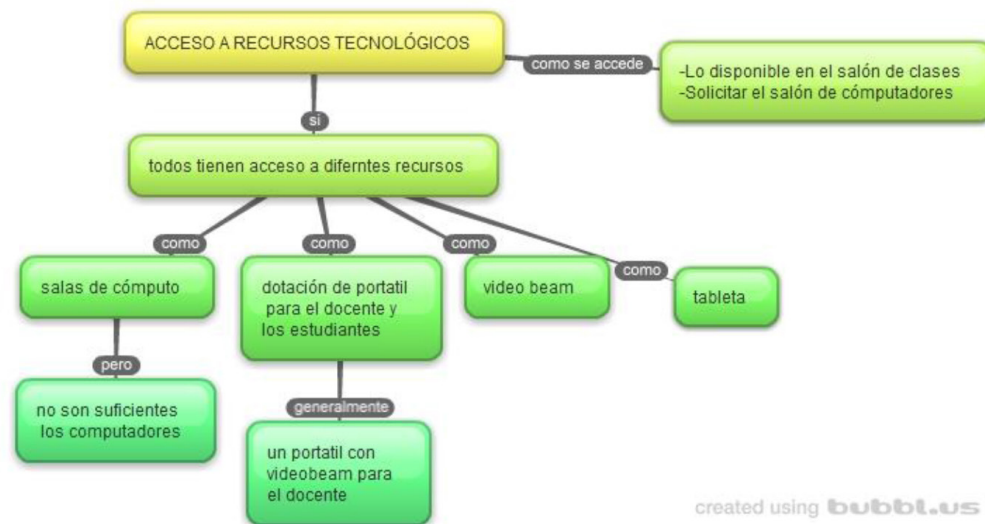 ACCESO A RECURSOS TECNOLÓGICOS
como se accede
-Lo disponible en el salón de clases
-Solicitar el salón de cómputadores
si
todos tienen acceso a diferntes recursos
como
como
como
como
salas de cómputo
dotación de portatil
para el docente y
los estudiantes
video beam
tableta
pero
generalmente
no son suficientes
los computadores
un portatil con
videobeam para
el docente
created using bubbl.us